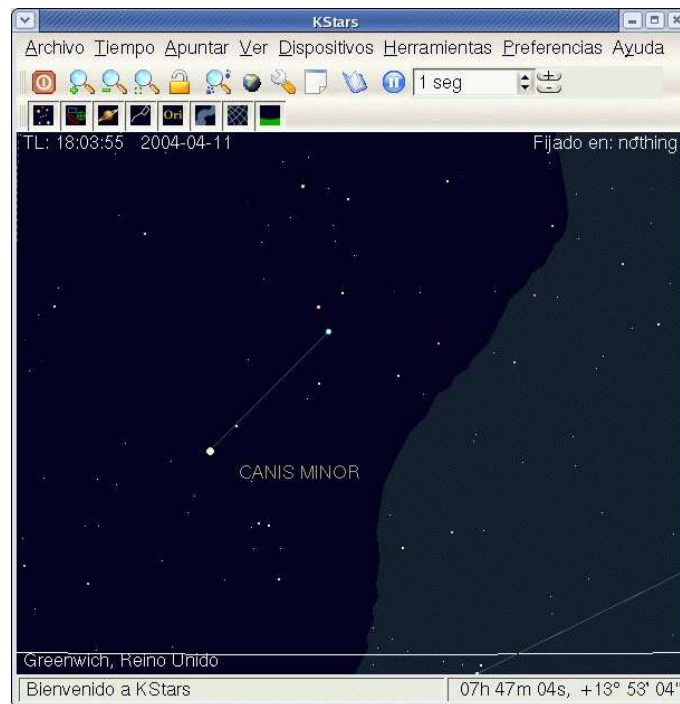 KStars
Archivo Tiempo Apuntar Ver Dispositivos Herramientas Preferencias Ayuda
1 seg
Ori
TL: 18:03:55 2004-04-11 Fijado en: nothing
CANIS MINOR
Greenwich, Reino Unido
Bienvenido a KStars 07h 47m 04s, +13° 53' 04"